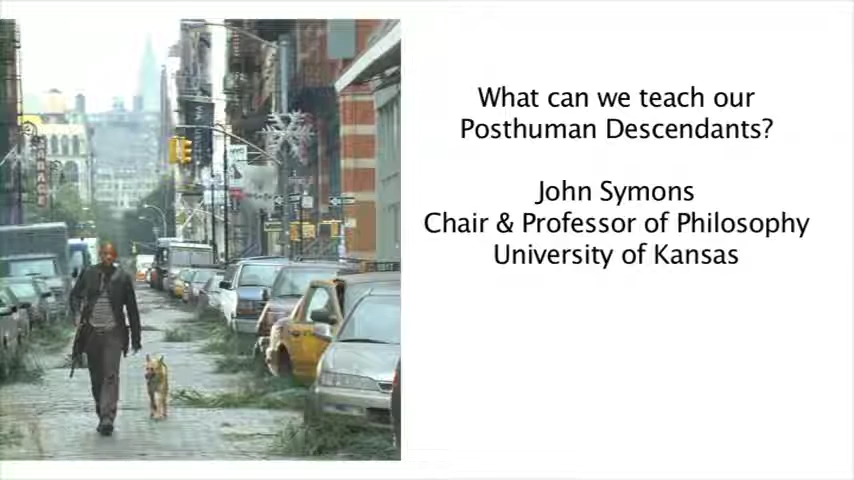 What can we teach our
Posthuman Descendants?
John Symons
Chair & Professor of Philosophy
University of Kansas